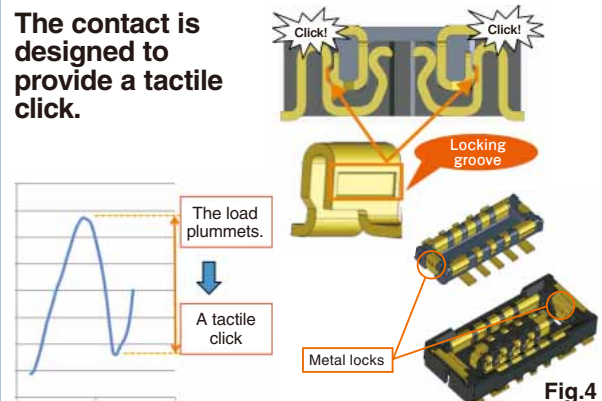 The contact is
designed to
provide a tactile
click.
Click!
Click!
Locking
groove
The load
plummets.
A tactile
click
Metal locks
Fig.4